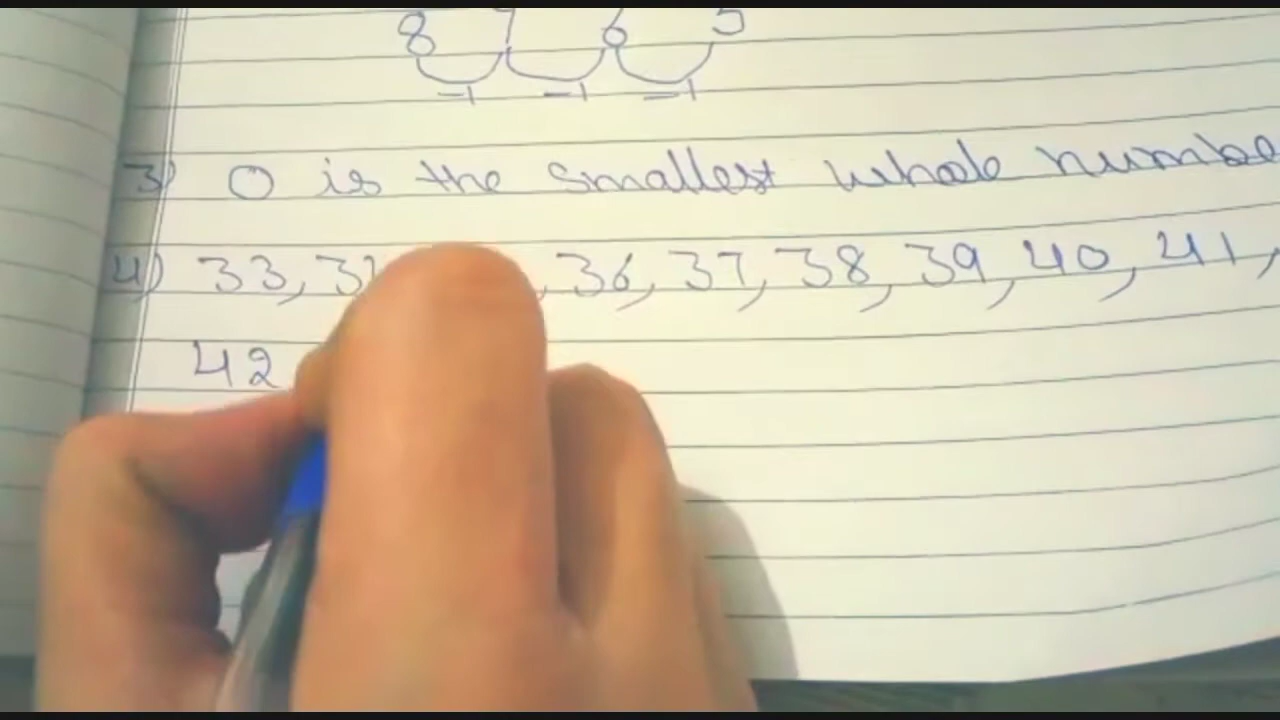 8 7 6 5
-1 -1 -1
3) 0 is the smallest whole numbe
4) 33, 36, 37, 38, 39, 40, 41,
42